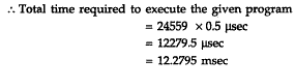 ∴ Total time required to execute the given program
= 24559 × 0.5 μsec
= 12279.5 μsec
= 12.2795 msec